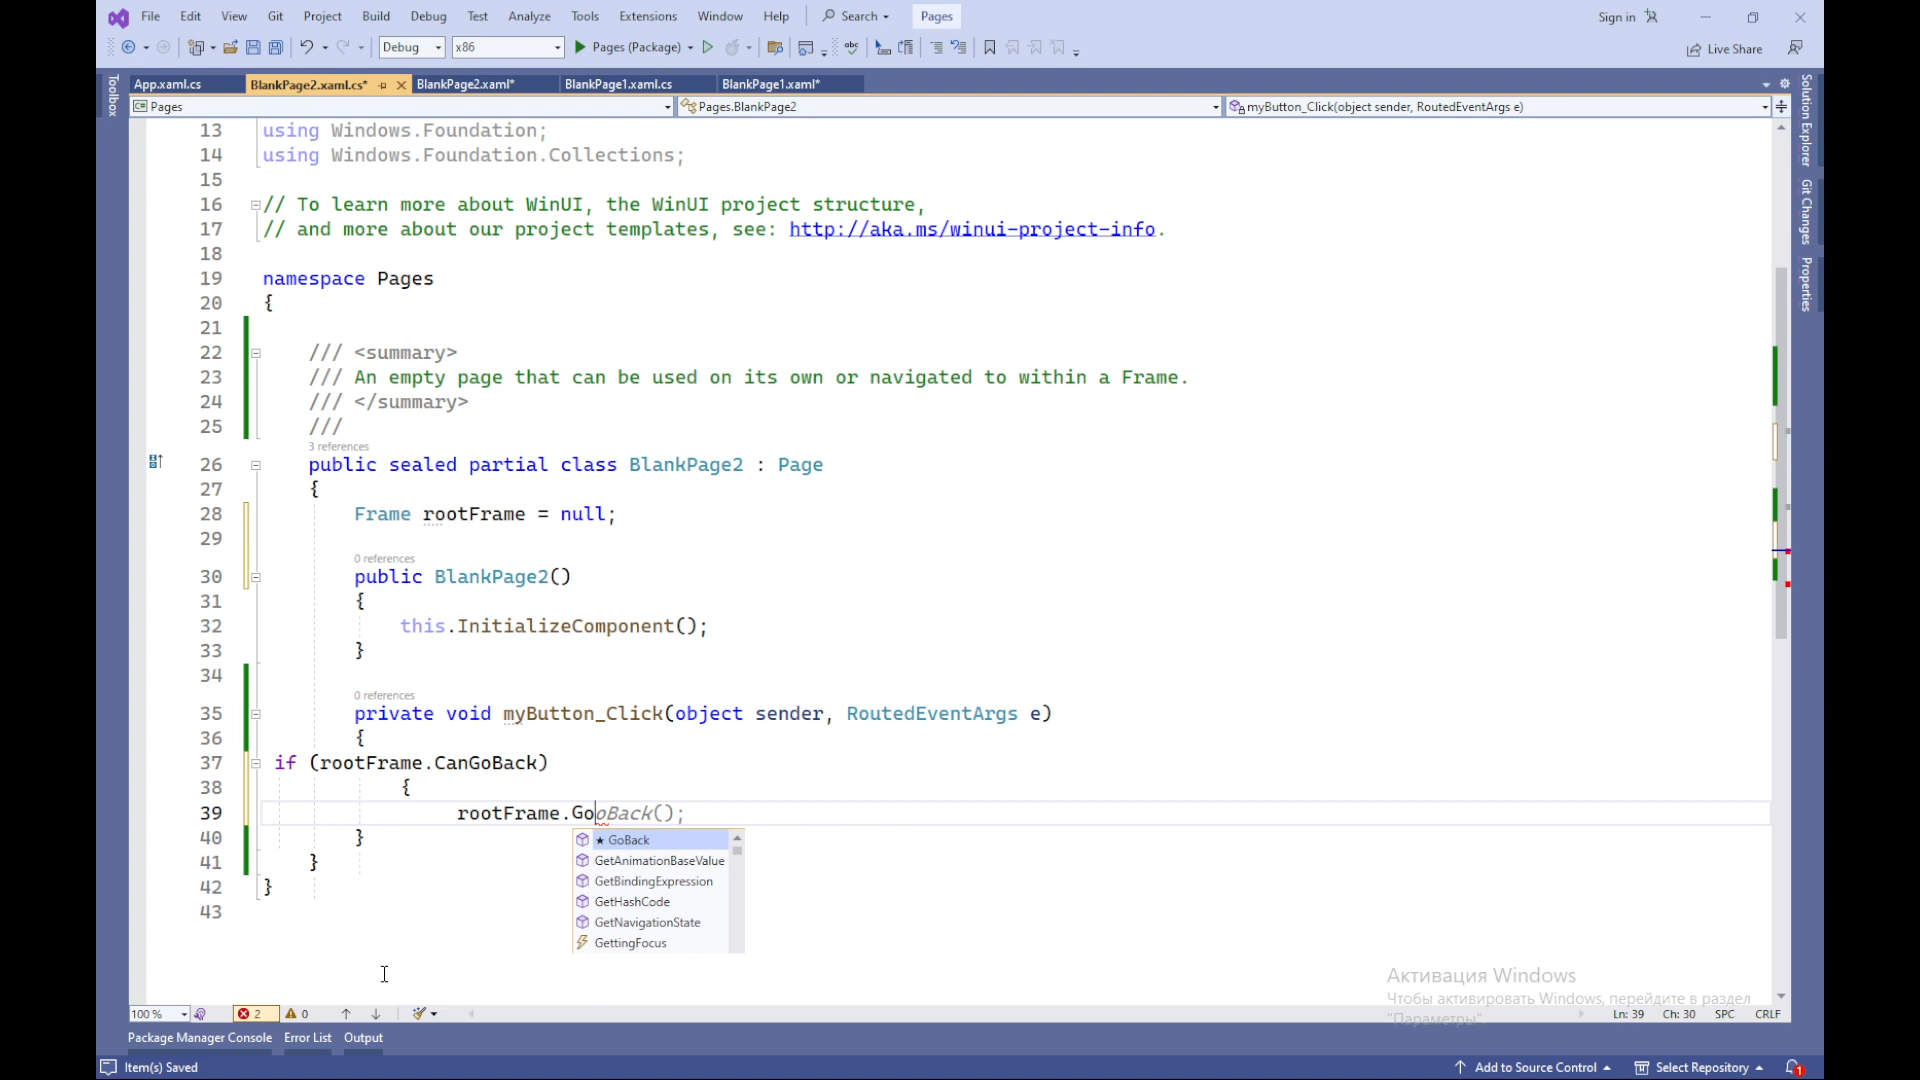 File Edit View Git Project Build Debug Test Analyze Tools Extensions Window Help Search Pages Sign in
Debug x86 Pages (Package) Live Share
App.xaml.cs BlankPage2.xaml.cs* BlankPage2.xaml* BlankPage1.xaml.cs BlankPage1.xaml*
Pages Pages.BlankPage2 myButton_Click(object sender, RoutedEventArgs e)
Toolbox
Solution Explorer
Git Changes
Properties
13 using Windows.Foundation;
14 using Windows.Foundation.Collections;
15
16 // To learn more about WinUI, the WinUI project structure,
17 // and more about our project templates, see: http://aka.ms/winui-project-info.
18
19 namespace Pages
20 {
21
22 /// <summary>
23 /// An empty page that can be used on its own or navigated to within a Frame.
24 /// </summary>
25 ///
3 references
26 public sealed partial class BlankPage2 : Page
27 {
28 Frame rootFrame = null;
29
0 references
30 public BlankPage2()
31 {
32 this.InitializeComponent();
33 }
34
0 references
35 private void myButton_Click(object sender, RoutedEventArgs e)
36 {
37 if (rootFrame.CanGoBack)
38 {
39 rootFrame.GooBack();
40 }
41 }
42 }
43
★ GoBack
GetAnimationBaseValue
GetBindingExpression
GetHashCode
GetNavigationState
GettingFocus
Активация Windows
Чтобы активировать Windows, перейдите в раздел
"Параметры".
100 % 2 0 Ln: 39 Ch: 30 SPC CRLF
Package Manager Console Error List Output
Item(s) Saved Add to Source Control Select Repository 1